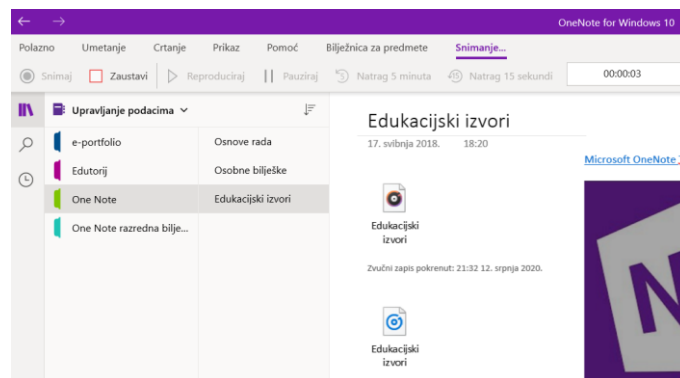 OneNote for Windows 10
Polazno Umetanje Crtanje Prikaz Pomoć Bilježnica za predmete Snimanje...
Snimaj Zaustavi Reproduciraj Pauziraj 5 Natrag 5 minuta 15 Natrag 15 sekundi 00:00:03
Upravljanje podacima
e-portfolio
Edutorij
One Note
One Note razredna bilje...
Osnove rada
Osobne bilješke
Edukacijski izvori
Edukacijski izvori
17. svibnja 2018. 18:20
Microsoft OneNote
Edukacijski
izvori
Zvučni zapis pokrenut: 21:32 12. srpnja 2020.
Edukacijski
izvori
N